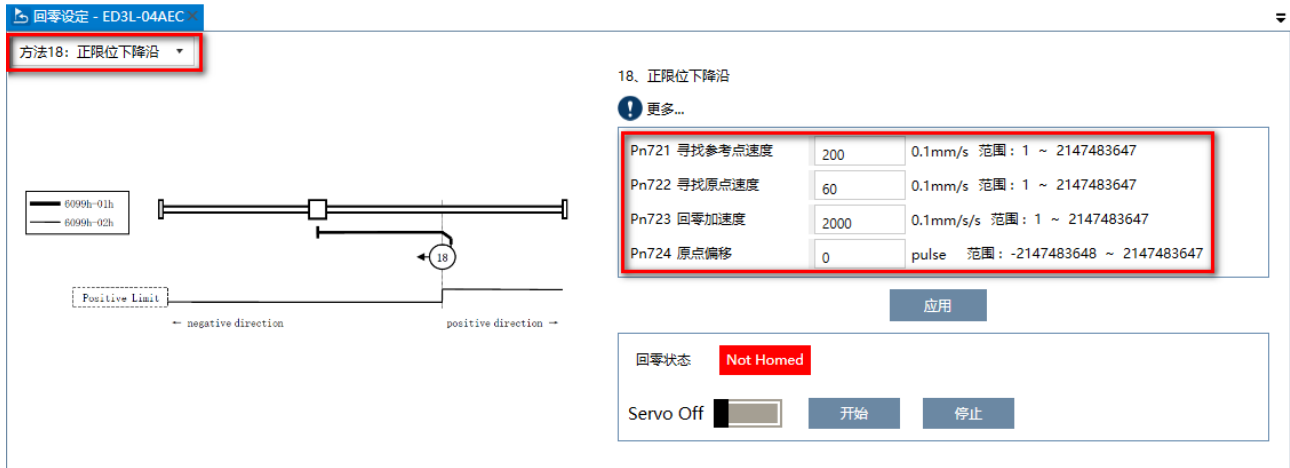 回零设定 - ED3L-04AEC ×
方法18：正限位下降沿
18、正限位下降沿
更多...
Pn721 寻找参考点速度 200 0.1mm/s 范围：1 ~ 2147483647
Pn722 寻找原点速度 60 0.1mm/s 范围：1 ~ 2147483647
Pn723 回零加速度 2000 0.1mm/s/s 范围：1 ~ 2147483647
Pn724 原点偏移 0 pulse 范围：-2147483648 ~ 2147483647
6099h-01h
6099h-02h
18
Positive Limit
← negative direction positive direction →
应用
回零状态 Not Homed
Servo Off 开始 停止